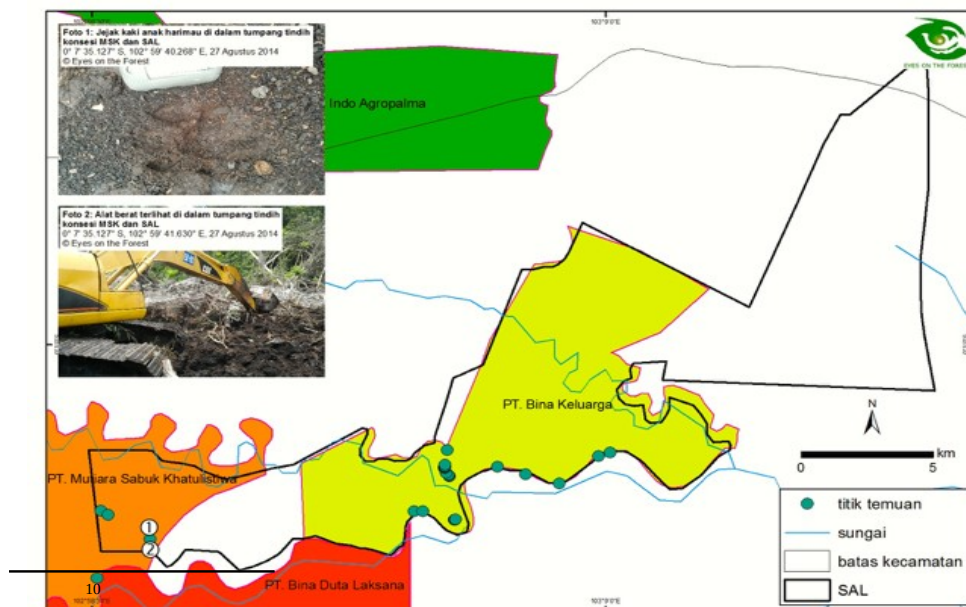 Foto 1: Jejak kaki anak harimau di dalam tumpang tindih
konsesi MSK dan SAL
0° 7' 35.127" S, 102° 59' 40.268" E, 27 Agustus 2014
© Eyes on the Forest
103°9'0"E
EYES ON THE FOREST
Indo Agropalma
Foto 2: Alat berat terlihat di dalam tumpang tindih
konsesi MSK dan SAL
0° 7' 35.127" S, 102° 59' 41.630" E, 27 Agustus 2014
© Eyes on the Forest
PT. Bina Keluarga
N
km
0 5
PT. Mutiara Sabuk Khatulistiwa
1
2
titik temuan
sungai
batas kecamatan
SAL
PT. Bina Duta Laksana
10
103°9'0"E